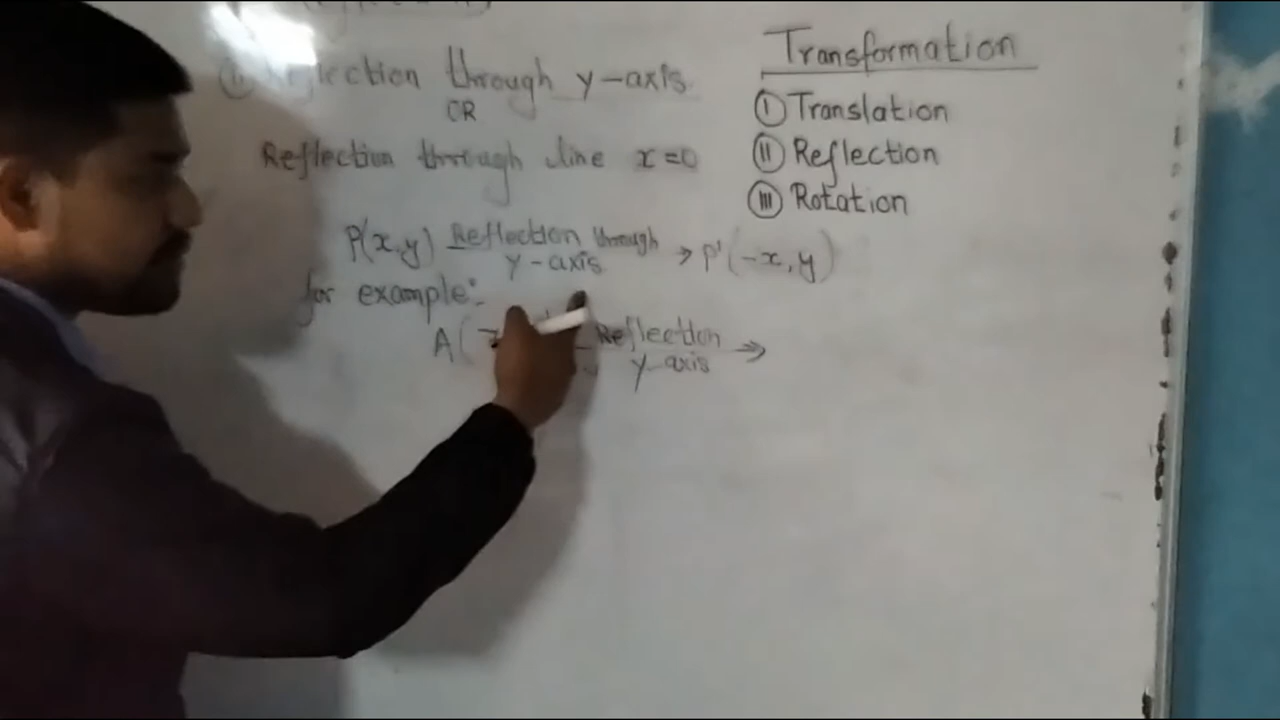 Reflection through y-axis.
OR
Reflection through line x=0
P(x,y) Reflection through y-axis → P'(-x,y)
for example:-
A( Reflection y-axis →
Transformation
(I) Translation
(II) Reflection
(III) Rotation